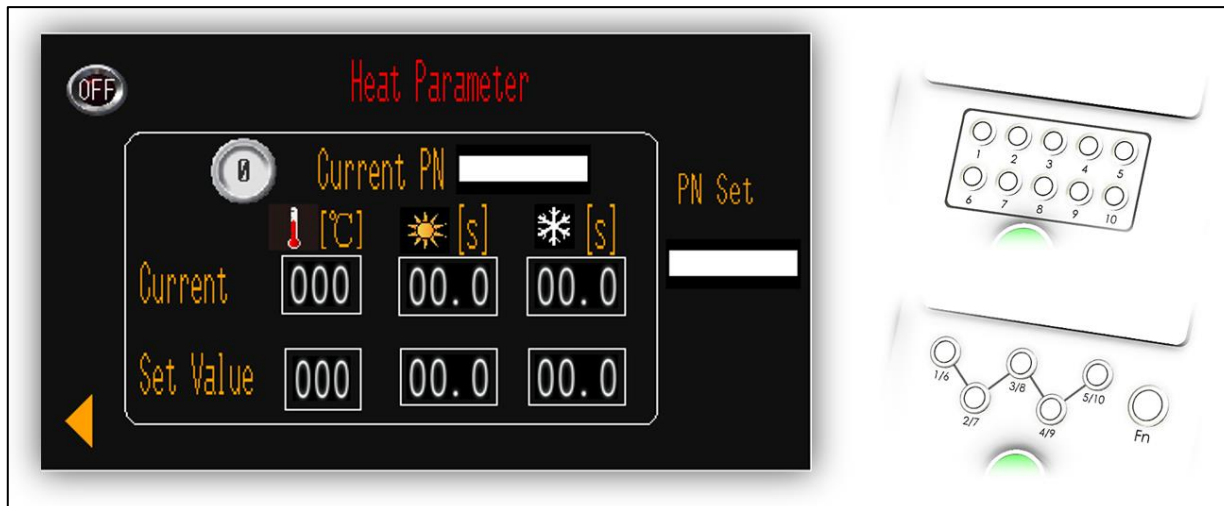 OFF
Heat Parameter
0
Current PN
PN Set
[℃] [s] [s]
Current 000 00.0 00.0
Set Value 000 00.0 00.0
1 2 3 4 5
6 7 8 9 10
1/6 2/7 3/8 4/9 5/10 Fn